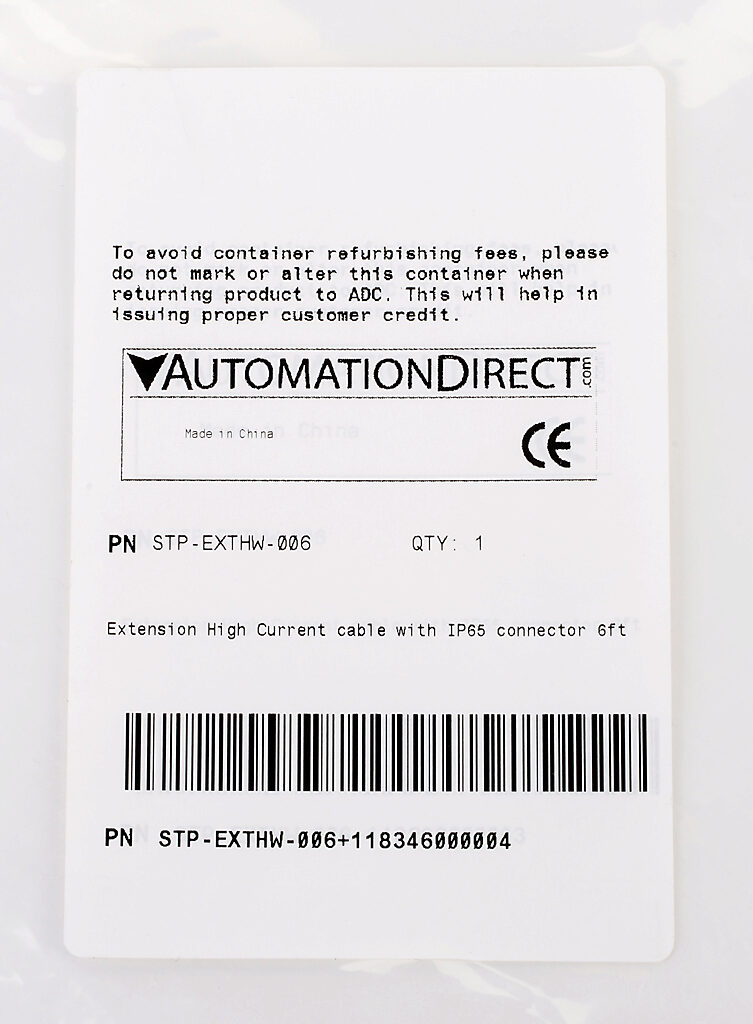 To avoid container refurbishing fees, please
do not mark or alter this container when
returning product to ADC. This will help in
issuing proper customer credit.
AUTOMATIONDIRECT.com
Made in China
CE
PN STP-EXTHW-006 QTY: 1
Extension High Current cable with IP65 connector 6ft
PN STP-EXTHW-006+118346000004